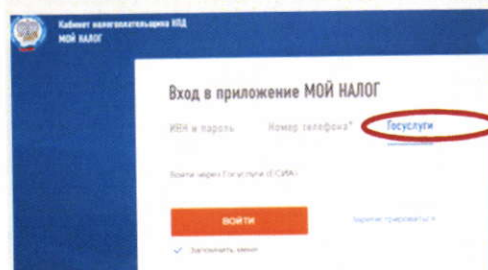 Кабинет налогоплательщика НПД
МОЙ НАЛОГ
Вход в приложение МОЙ НАЛОГ
ИНН и пароль Номер телефона* Госуслуги
Войти через Госуслуги (ЕСИА)
ВОЙТИ Зарегистрироваться
Запомнить меня